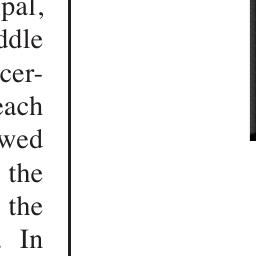 pal,
ddle
cer-
each
wed
the
the
. In